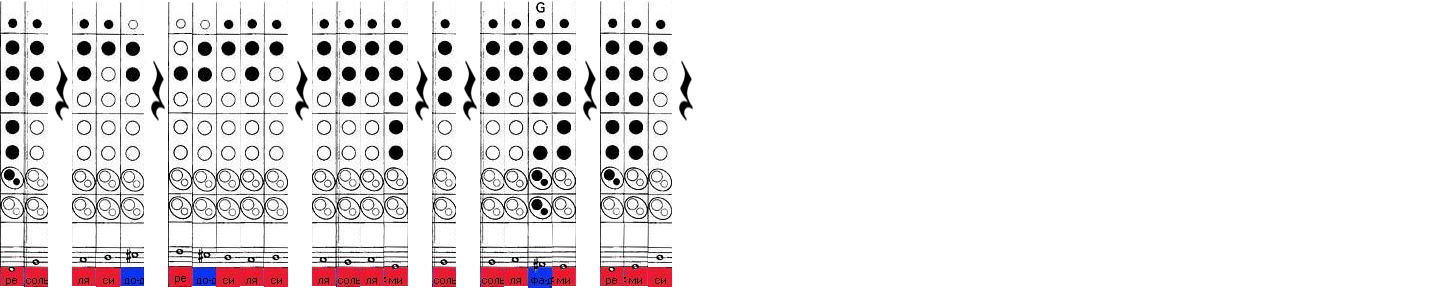 G
ре соль ля си до-д ре до-д си ля си ля соль ля ми соль соль ля фа-д ми ре ми си